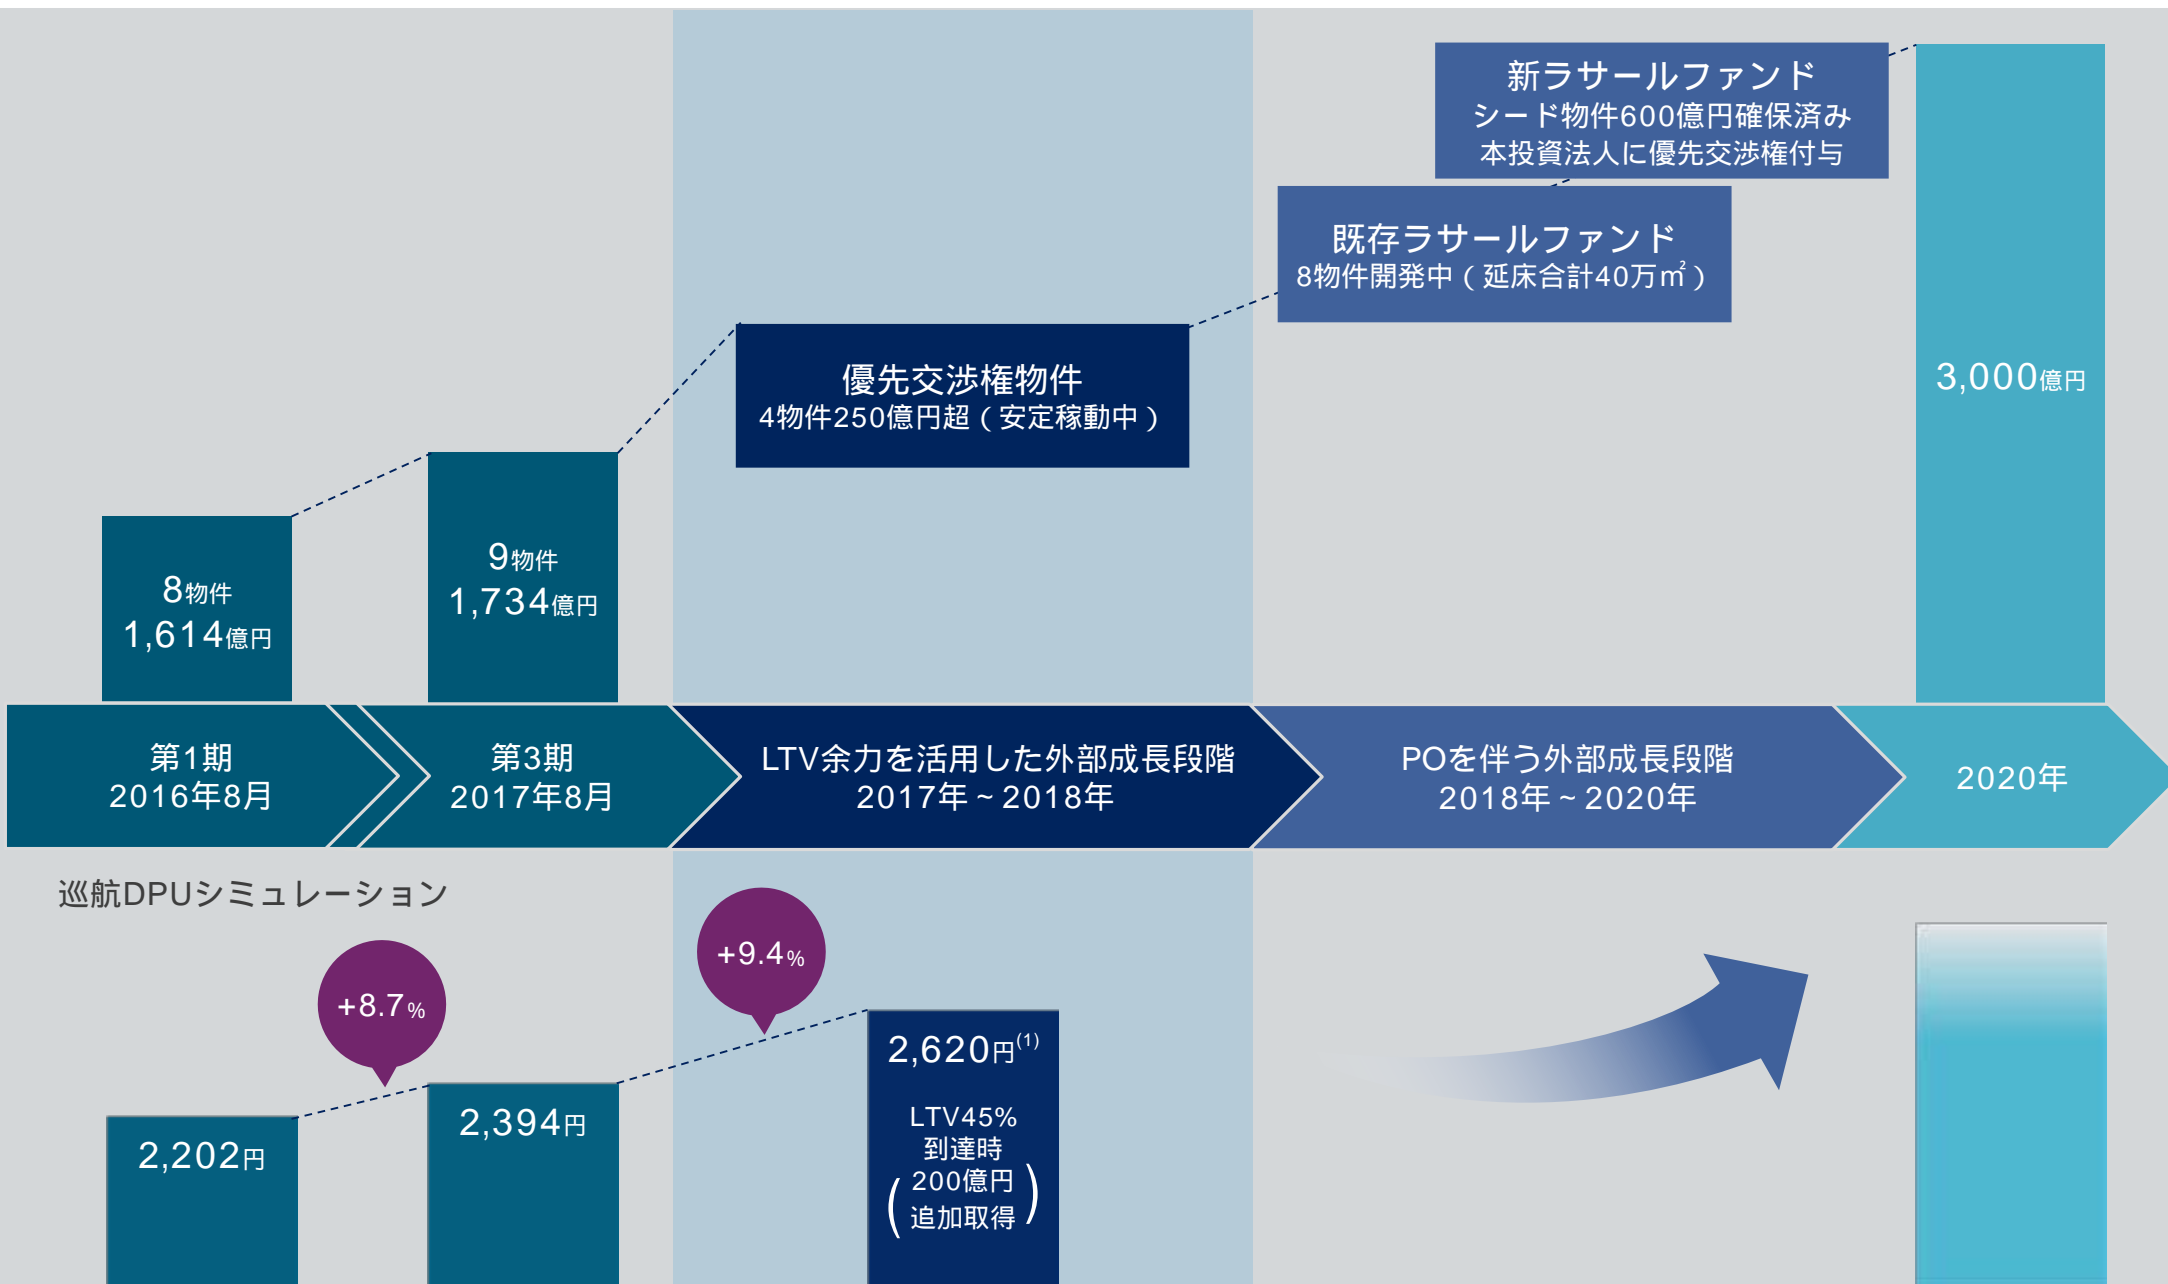 新ラサールファンド
シード物件600億円確保済み
本投資法人に優先交渉権付与
既存ラサールファンド
8物件開発中（延床合計40万㎡）
優先交渉権物件
4物件250億円超（安定稼動中）
3,000億円
9物件
1,734億円
8物件
1,614億円
第1期
2016年8月
第3期
2017年8月
LTV余力を活用した外部成長段階
2017年~2018年
POを伴う外部成長段階
2018年~2020年
2020年
巡航DPUシミュレーション
+8.7%
+9.4%
2,202円
2,394円
2,620円(1)
LTV45%
到達時
(200億円
追加取得)